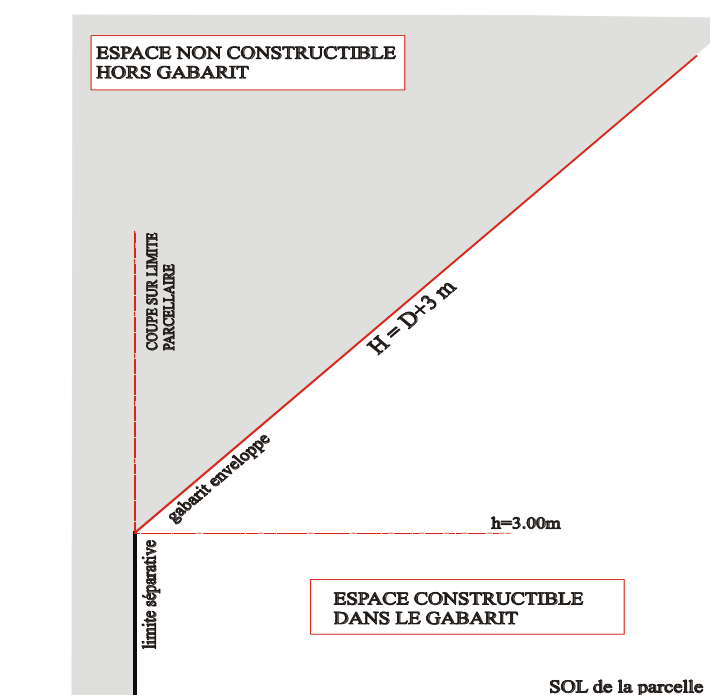 ESPACE NON CONSTRUCTIBLE
HORS GABARIT
COUPE SUR LIMITE
PARCELLAIRE
H = D+3 m
gabarit enveloppe
h=3.00m
limite séparative
ESPACE CONSTRUCTIBLE
DANS LE GABARIT
SOL de la parcelle